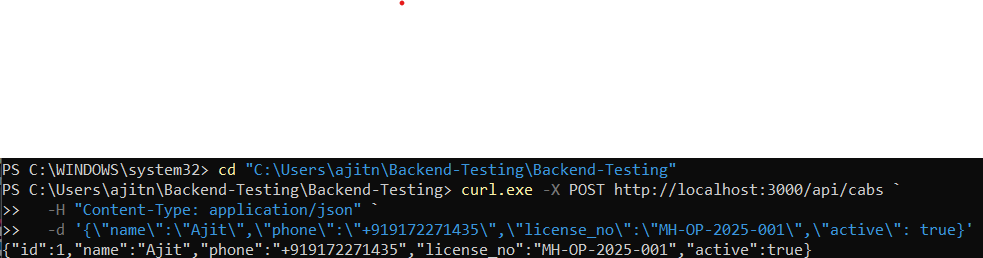 PS C:\WINDOWS\system32> cd "C:\Users\ajitn\Backend-Testing\Backend-Testing"
PS C:\Users\ajitn\Backend-Testing\Backend-Testing> curl.exe -X POST http://localhost:3000/api/cabs `
>>   -H "Content-Type: application/json" `
>>   -d '{\"name\":\"Ajit\",\"phone\":\"+919172271435\",\"license_no\":\"MH-OP-2025-001\",\"active\": true}'
{"id":1,"name":"Ajit","phone":"+919172271435","license_no":"MH-OP-2025-001","active":true}